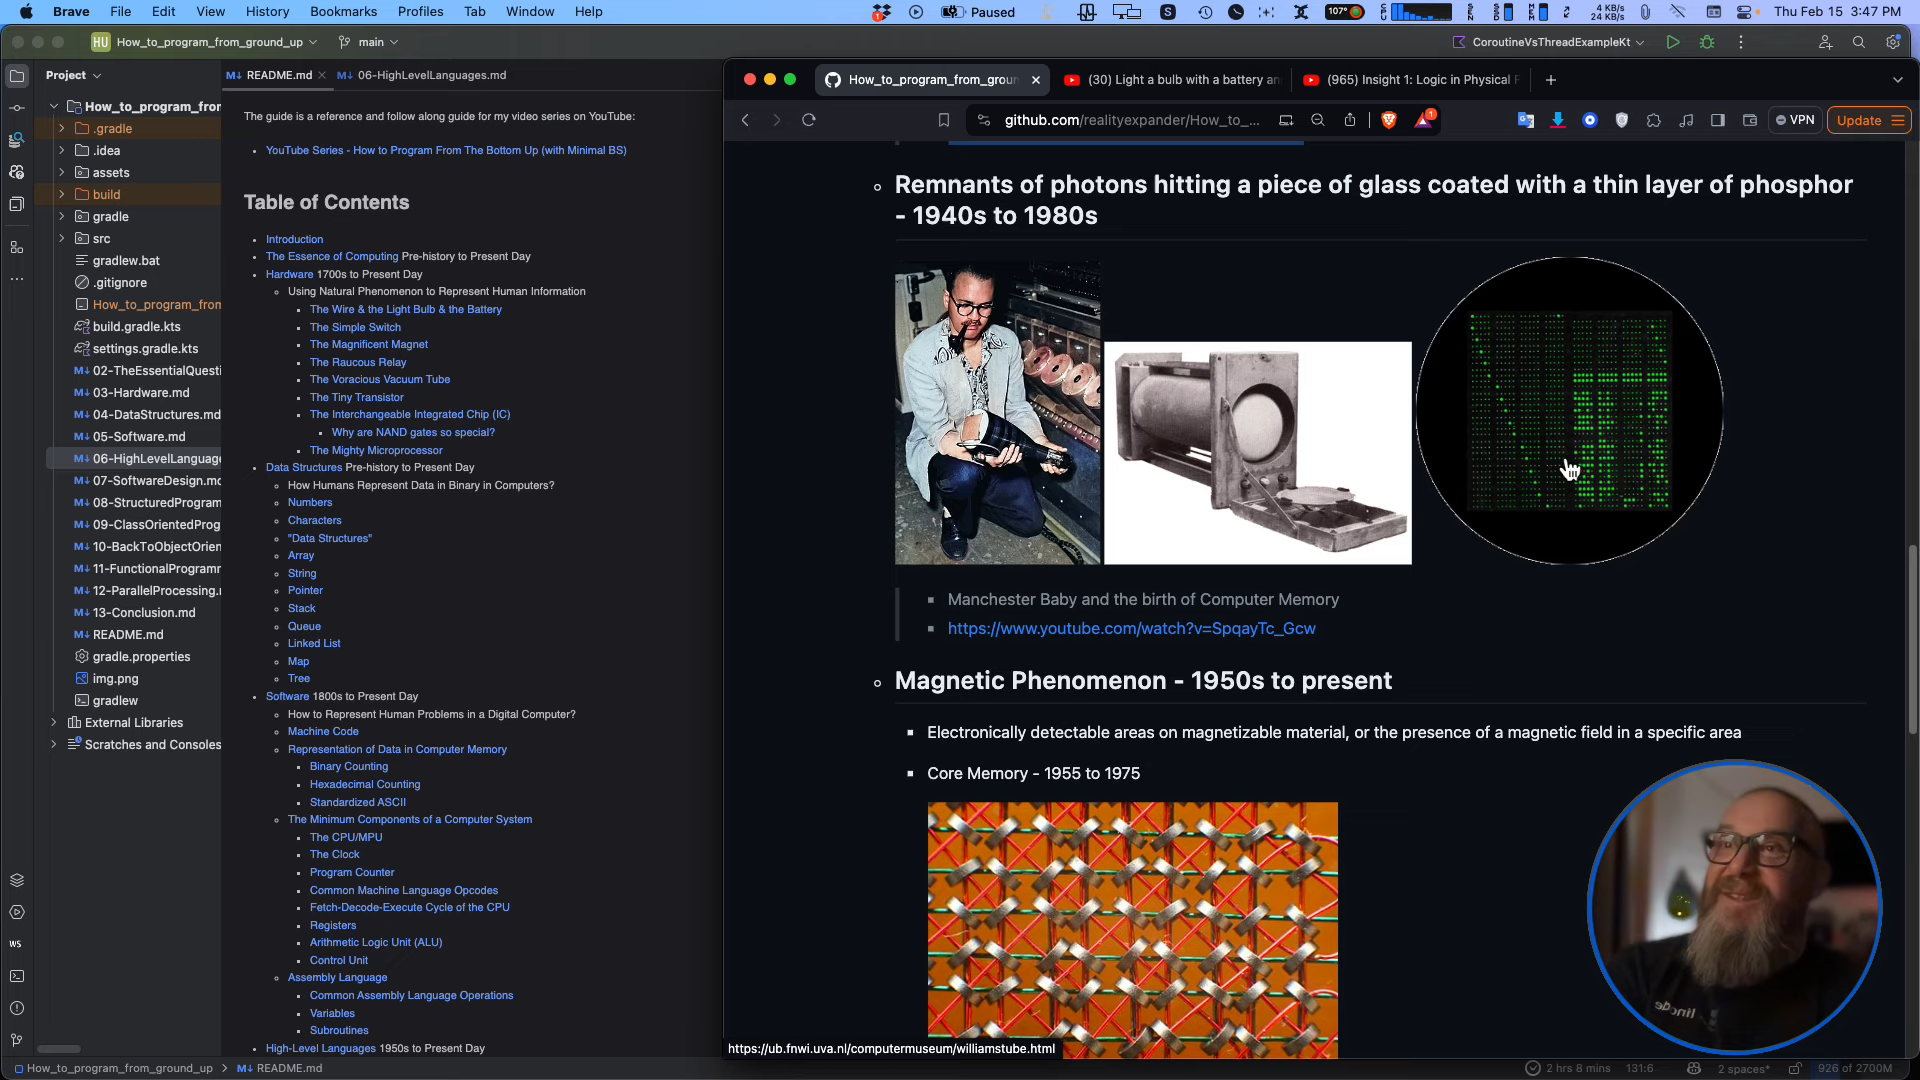 Brave File Edit View History Bookmarks Profiles Tab Window Help
1 Paused S 107° 4 KB/s 24 KB/s Thu Feb 15 3:47 PM
HU How_to_program_from_ground_up main CoroutineVsThreadExampleKt
Project
README.md 06-HighLevelLanguages.md
How_to_program_fror
.gradle
.idea
assets
build
gradle
src
gradlew.bat
.gitignore
How_to_program_from
build.gradle.kts
settings.gradle.kts
02-TheEssentialQuesti
03-Hardware.md
04-DataStructures.md
05-Software.md
06-HighLevelLanguage
07-SoftwareDesign.md
08-StructuredProgram
09-ClassOrientedProg
10-BackToObjectOrien
11-FunctionalProgramr
12-ParallelProcessing.
13-Conclusion.md
README.md
gradle.properties
img.png
gradlew
External Libraries
Scratches and Consoles
WS
The guide is a reference and follow along guide for my video series on YouTube:
YouTube Series - How to Program From The Bottom Up (with Minimal BS)
Table of Contents
Introduction
The Essence of Computing Pre-history to Present Day
Hardware 1700s to Present Day
Using Natural Phenomenon to Represent Human Information
The Wire & the Light Bulb & the Battery
The Simple Switch
The Magnificent Magnet
The Raucous Relay
The Voracious Vacuum Tube
The Tiny Transistor
The Interchangeable Integrated Chip (IC)
Why are NAND gates so special?
The Mighty Microprocessor
Data Structures Pre-history to Present Day
How Humans Represent Data in Binary in Computers?
Numbers
Characters
"Data Structures"
Array
String
Pointer
Stack
Queue
Linked List
Map
Tree
Software 1800s to Present Day
How to Represent Human Problems in a Digital Computer?
Machine Code
Representation of Data in Computer Memory
Binary Counting
Hexadecimal Counting
Standardized ASCII
The Minimum Components of a Computer System
The CPU/MPU
The Clock
Program Counter
Common Machine Language Opcodes
Fetch-Decode-Execute Cycle of the CPU
Registers
Arithmetic Logic Unit (ALU)
Control Unit
Assembly Language
Common Assembly Language Operations
Variables
Subroutines
High-Level Languages 1950s to Present Day
How_to_program_from_grou (30) Light a bulb with a battery an (965) Insight 1: Logic in Physical F
github.com/realityexpander/How_to_... 1 VPN Update
Remnants of photons hitting a piece of glass coated with a thin layer of phosphor
- 1940s to 1980s
Manchester Baby and the birth of Computer Memory
https://www.youtube.com/watch?v=SpqayTc_Gcw
Magnetic Phenomenon - 1950s to present
Electronically detectable areas on magnetizable material, or the presence of a magnetic field in a specific area
Core Memory - 1955 to 1975
https://ub.fnwi.uva.nl/computermuseum/williamstube.html
How_to_program_from_ground_up README.md 2 hrs 8 mins 131:6 2 spaces* 926 of 2700M